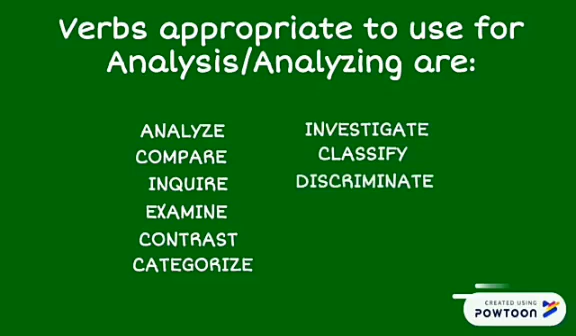 Verbs appropriate to use for
Analysis/Analyzing are:
ANALYZE
COMPARE
INQUIRE
EXAMINE
CONTRAST
CATEGORIZE
INVESTIGATE
CLASSIFY
DISCRIMINATE
CREATED USING
POWTOON